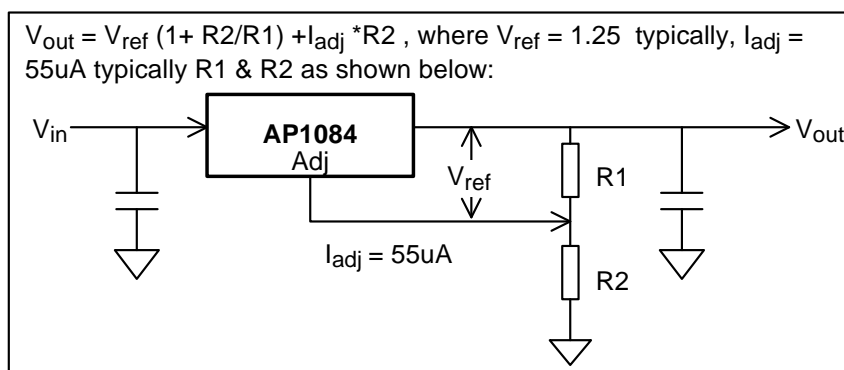 Vout = Vref (1+ R2/R1) +Iadj *R2 , where Vref = 1.25 typically, Iadj =
55uA typically R1 & R2 as shown below:
Vin
AP1084
Adj
Vref
R1
Vout
Iadj = 55uA
R2